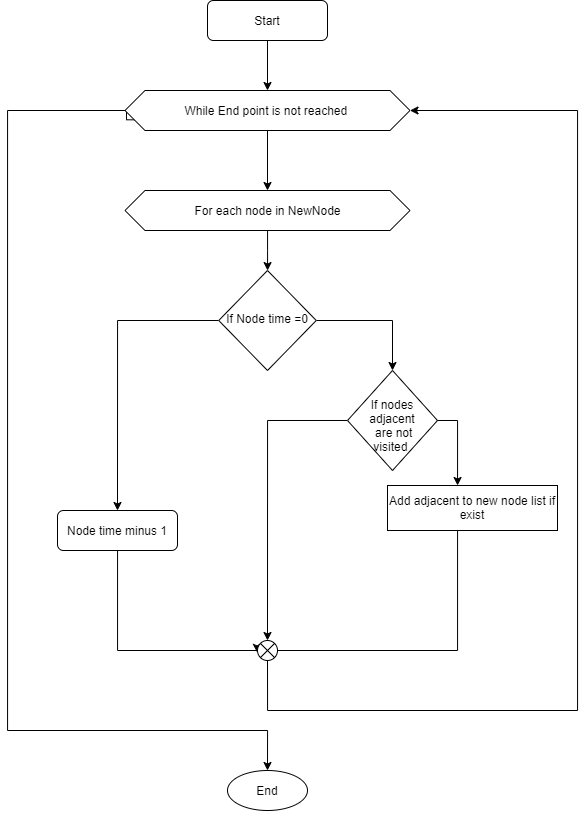 Start
While End point is not reached
For each node in NewNode
If Node time =0
If nodes
adjacent
are not
visited
Add adjacent to new node list if
exist
Node time minus 1
End